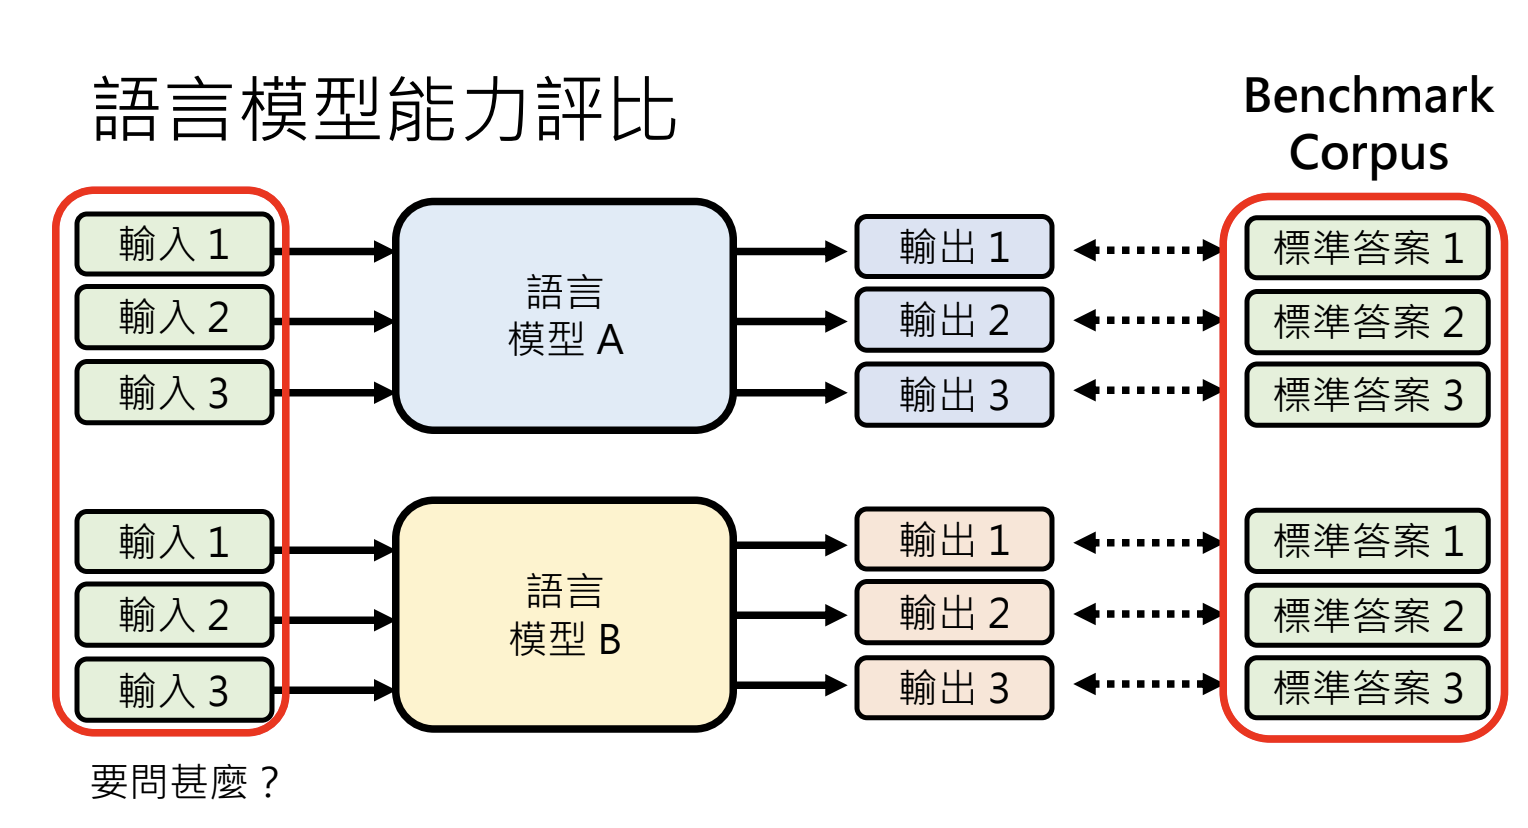 語言模型能力評比
Benchmark
Corpus
輸入 1
輸入 2
輸入 3
語言
模型 A
輸出 1
輸出 2
輸出 3
標準答案 1
標準答案 2
標準答案 3
輸入 1
輸入 2
輸入 3
語言
模型 B
輸出 1
輸出 2
輸出 3
標準答案 1
標準答案 2
標準答案 3
要問甚麼？